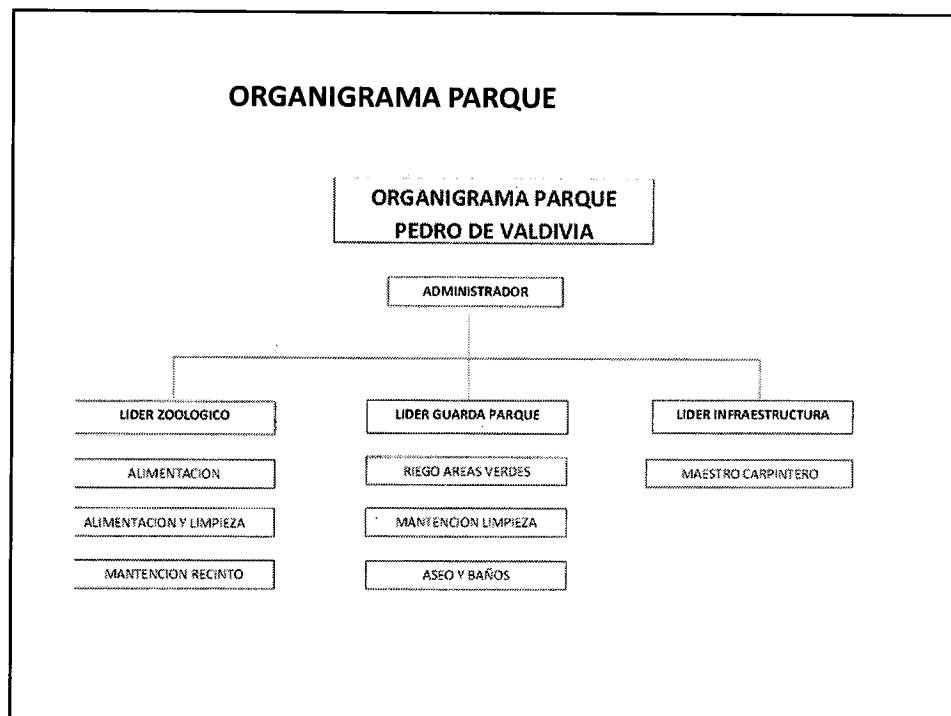 ORGANIGRAMA PARQUE
ORGANIGRAMA PARQUE
PEDRO DE VALDIVIA
ADMINISTRADOR
LIDER ZOOLOGICO
ALIMENTACION
ALIMENTACION Y LIMPIEZA
MANTENCION RECINTO
LIDER GUARDA PARQUE
RIEGO AREAS VERDES
MANTENCION LIMPIEZA
ASEO Y BAÑOS
LIDER INFRAESTRUCTURA
MAESTRO CARPINTERO